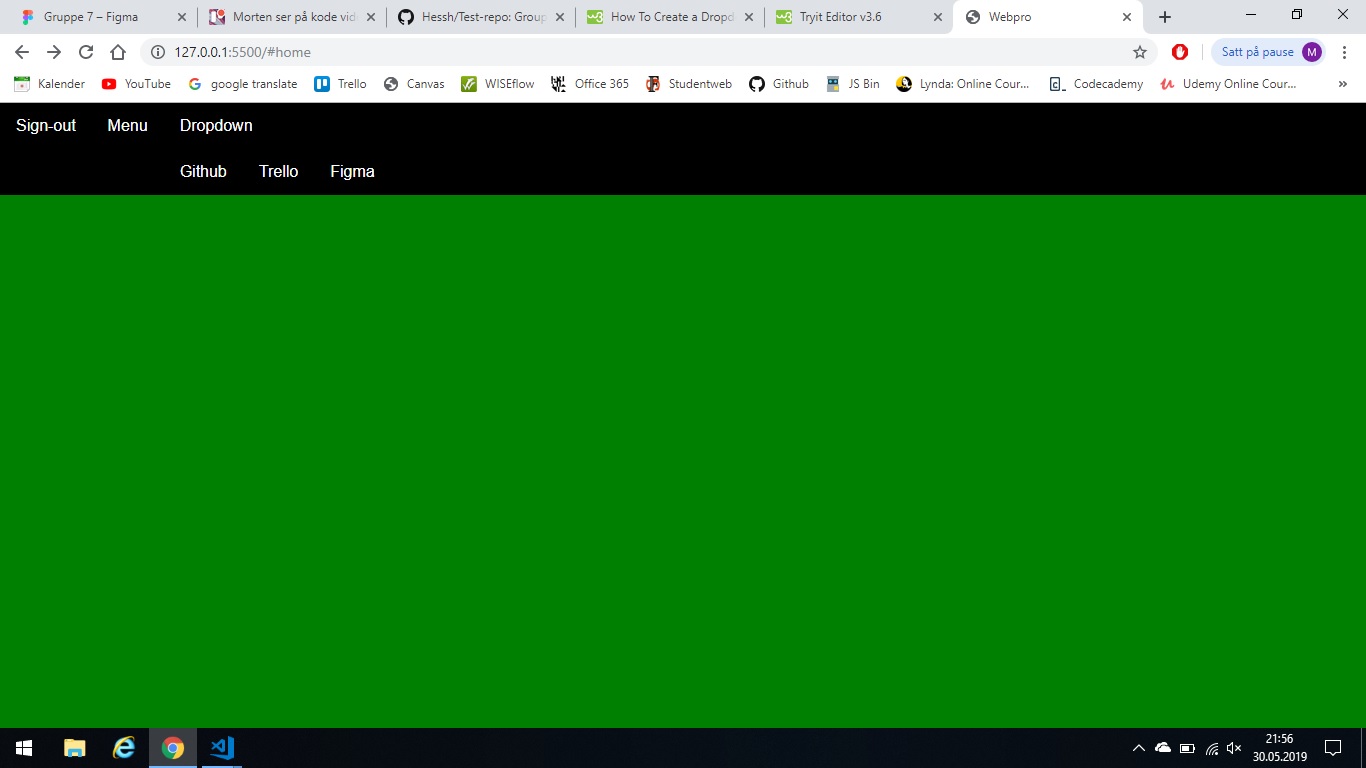 Gruppe 7 – Figma
Morten ser på kode vid
Hessh/Test-repo: Group
How To Create a Dropd
Tryit Editor v3.6
Webpro
127.0.0.1:5500/#home
Satt på pause
M
Kalender
YouTube
google translate
Trello
Canvas
WISEflow
Office 365
Studentweb
Github
JS Bin
Lynda: Online Cour...
Codecademy
Udemy Online Cour...
»
Sign-out
Menu
Dropdown
Github
Trello
Figma
21:56
30.05.2019